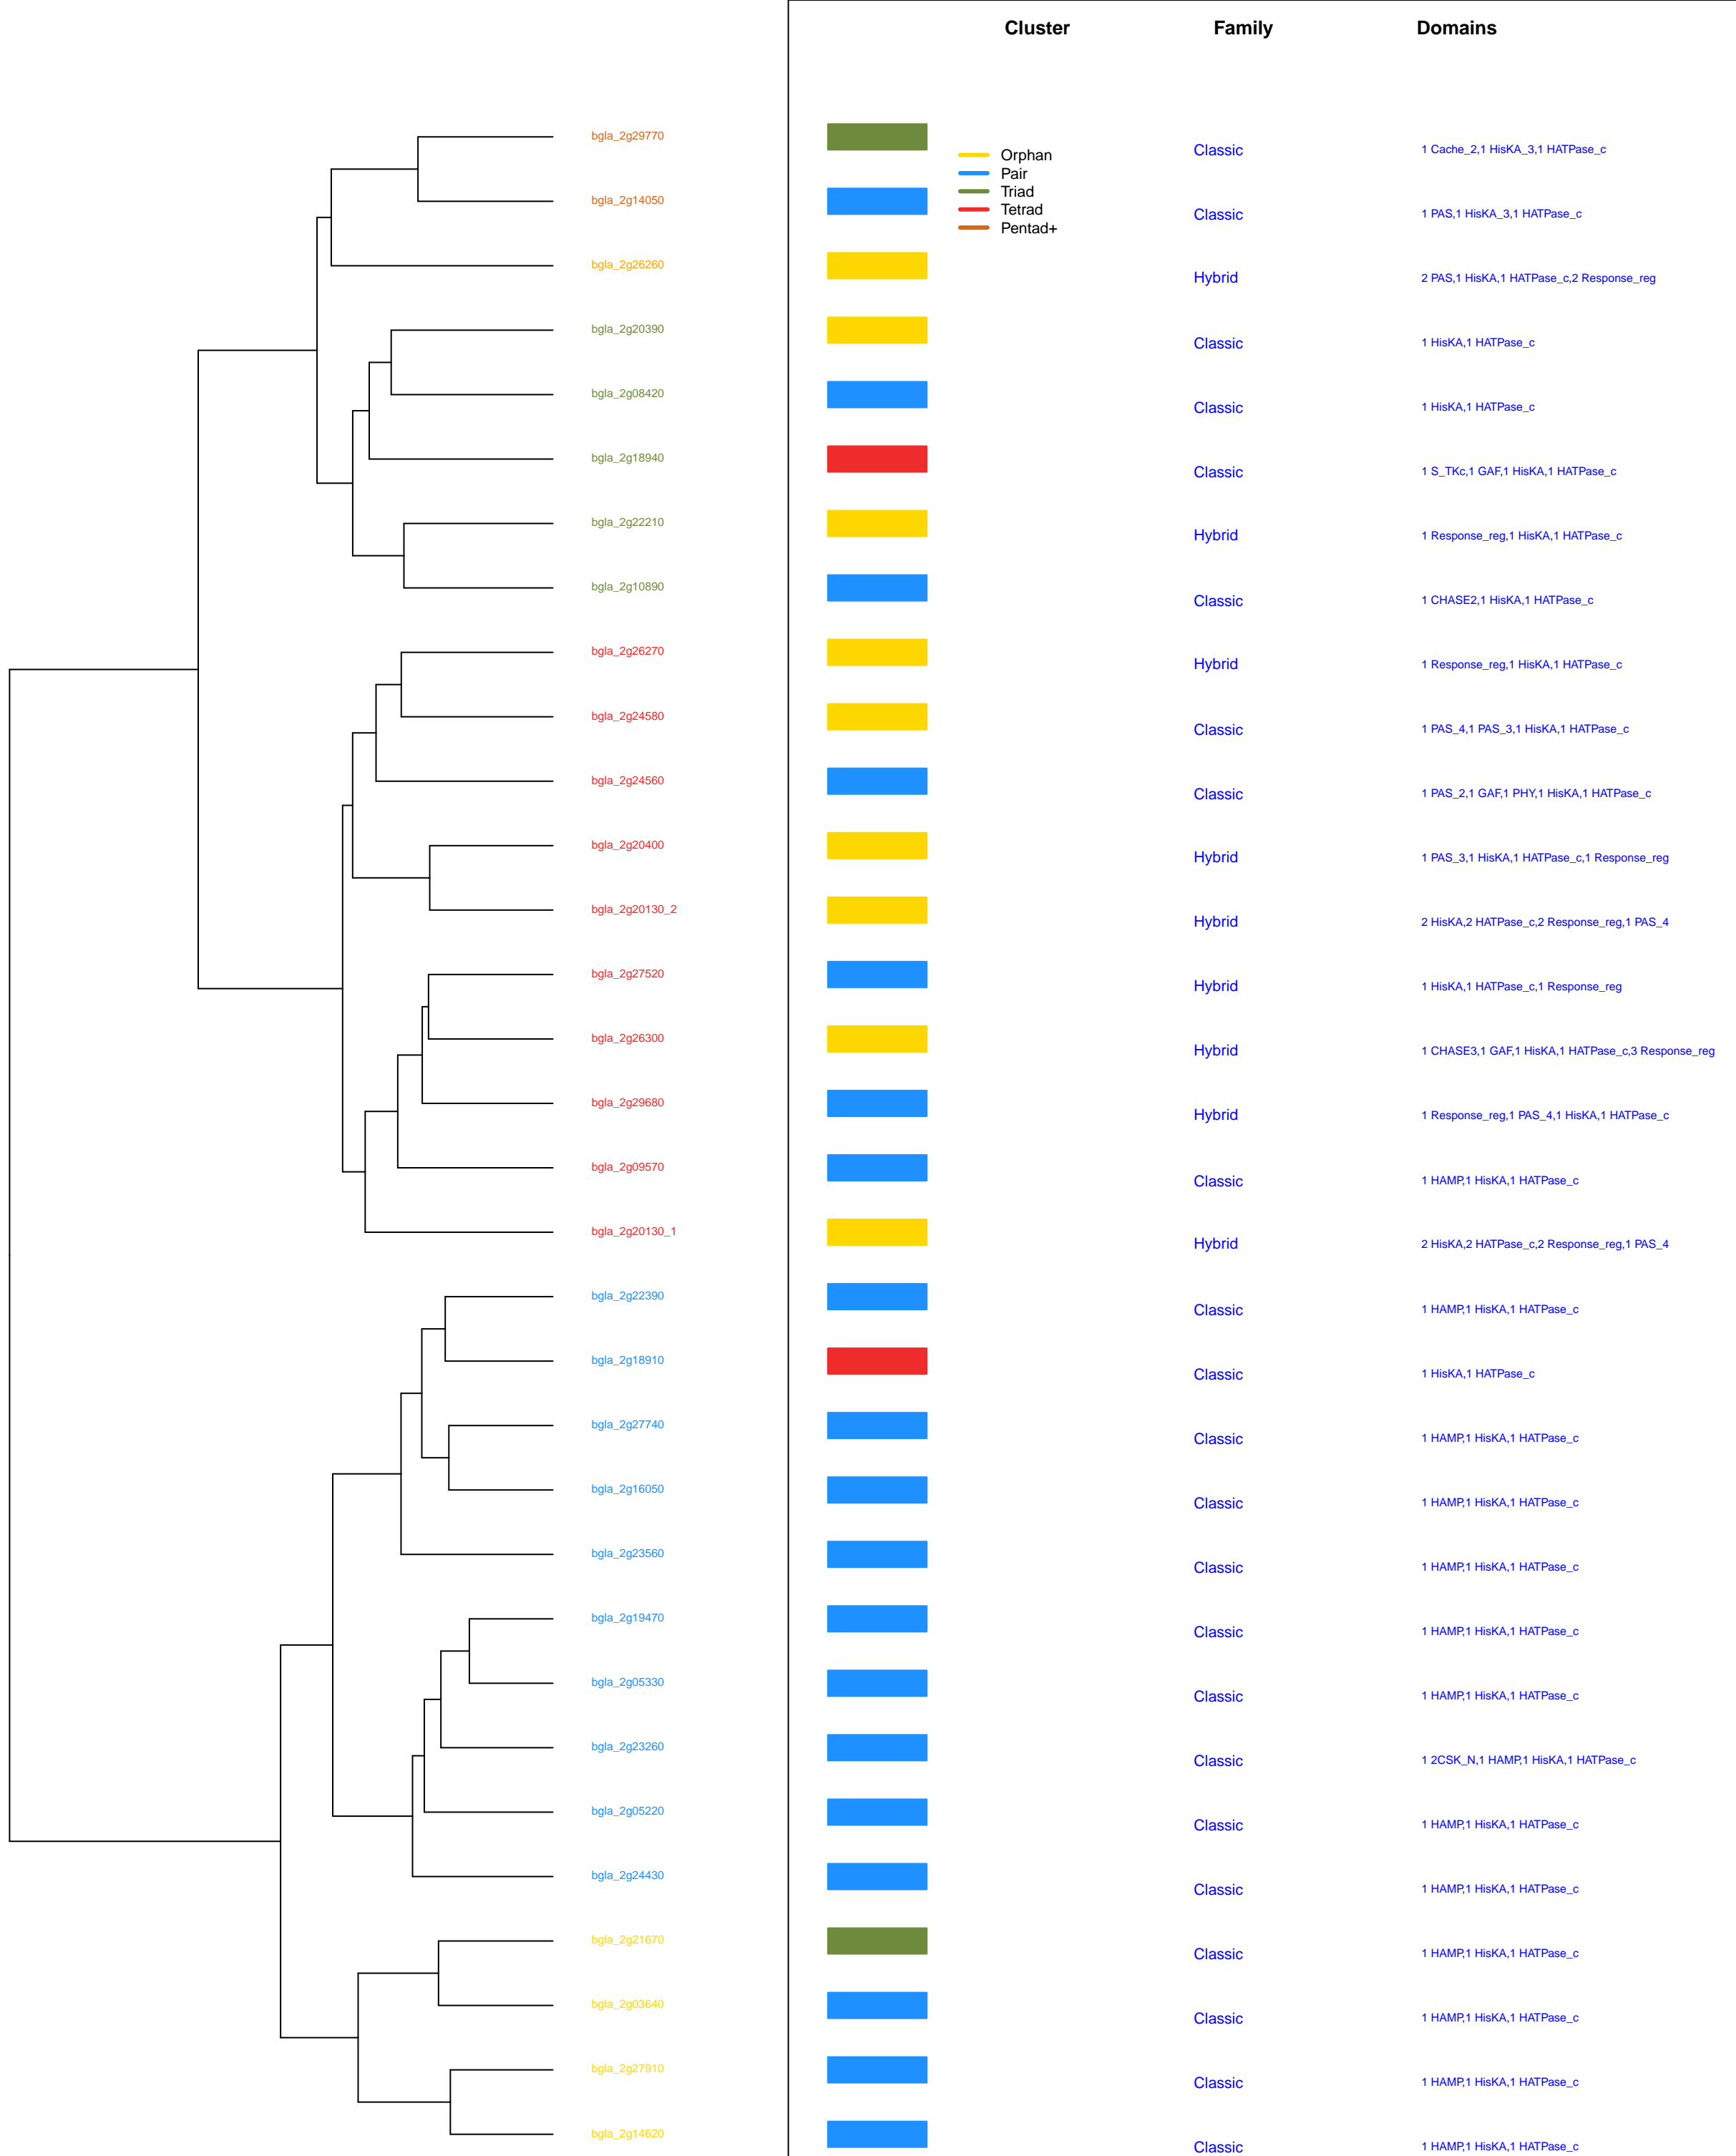 Cluster Family Domains
bgla_2g29770 Classic 1 Cache_2,1 HisKA_3,1 HATPase_c
Orphan
Pair
Triad
Tetrad
Pentad+
bgla_2g14050 Classic 1 PAS,1 HisKA_3,1 HATPase_c
bgla_2g26260 Hybrid 2 PAS,1 HisKA,1 HATPase_c,2 Response_reg
bgla_2g20390 Classic 1 HisKA,1 HATPase_c
bgla_2g08420 Classic 1 HisKA,1 HATPase_c
bgla_2g18940 Classic 1 S_TKc,1 GAF,1 HisKA,1 HATPase_c
bgla_2g22210 Hybrid 1 Response_reg,1 HisKA,1 HATPase_c
bgla_2g10890 Classic 1 CHASE2,1 HisKA,1 HATPase_c
bgla_2g26270 Hybrid 1 Response_reg,1 HisKA,1 HATPase_c
bgla_2g24580 Classic 1 PAS_4,1 PAS_3,1 HisKA,1 HATPase_c
bgla_2g24560 Classic 1 PAS_2,1 GAF,1 PHY,1 HisKA,1 HATPase_c
bgla_2g20400 Hybrid 1 PAS_3,1 HisKA,1 HATPase_c,1 Response_reg
bgla_2g20130_2 Hybrid 2 HisKA,2 HATPase_c,2 Response_reg,1 PAS_4
bgla_2g27520 Hybrid 1 HisKA,1 HATPase_c,1 Response_reg
bgla_2g26300 Hybrid 1 CHASE3,1 GAF,1 HisKA,1 HATPase_c,3 Response_reg
bgla_2g29680 Hybrid 1 Response_reg,1 PAS_4,1 HisKA,1 HATPase_c
bgla_2g09570 Classic 1 HAMP,1 HisKA,1 HATPase_c
bgla_2g20130_1 Hybrid 2 HisKA,2 HATPase_c,2 Response_reg,1 PAS_4
bgla_2g22390 Classic 1 HAMP,1 HisKA,1 HATPase_c
bgla_2g18910 Classic 1 HisKA,1 HATPase_c
bgla_2g27740 Classic 1 HAMP,1 HisKA,1 HATPase_c
bgla_2g16050 Classic 1 HAMP,1 HisKA,1 HATPase_c
bgla_2g23560 Classic 1 HAMP,1 HisKA,1 HATPase_c
bgla_2g19470 Classic 1 HAMP,1 HisKA,1 HATPase_c
bgla_2g05330 Classic 1 HAMP,1 HisKA,1 HATPase_c
bgla_2g23260 Classic 1 2CSK_N,1 HAMP,1 HisKA,1 HATPase_c
bgla_2g05220 Classic 1 HAMP,1 HisKA,1 HATPase_c
bgla_2g24430 Classic 1 HAMP,1 HisKA,1 HATPase_c
bgla_2g21670 Classic 1 HAMP,1 HisKA,1 HATPase_c
bgla_2g03640 Classic 1 HAMP,1 HisKA,1 HATPase_c
bgla_2g27910 Classic 1 HAMP,1 HisKA,1 HATPase_c
bgla_2g14620 Classic 1 HAMP,1 HisKA,1 HATPase_c